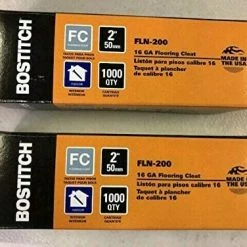 BOSTITCH
FC
2"
50mm
1000
QTY
FLN-200
16 GA Flooring Cleat
Listón para pisos calibre 16
Taquet à plancher
de calibre 16
MADE IN
THE USA
BOSTITCH
FC
2"
50mm
1000
QTY
FLN-200
16 GA Flooring Cleat
Listón para pisos calibre 16
Taquet à plancher
de calibre 16
MADE IN
THE USA